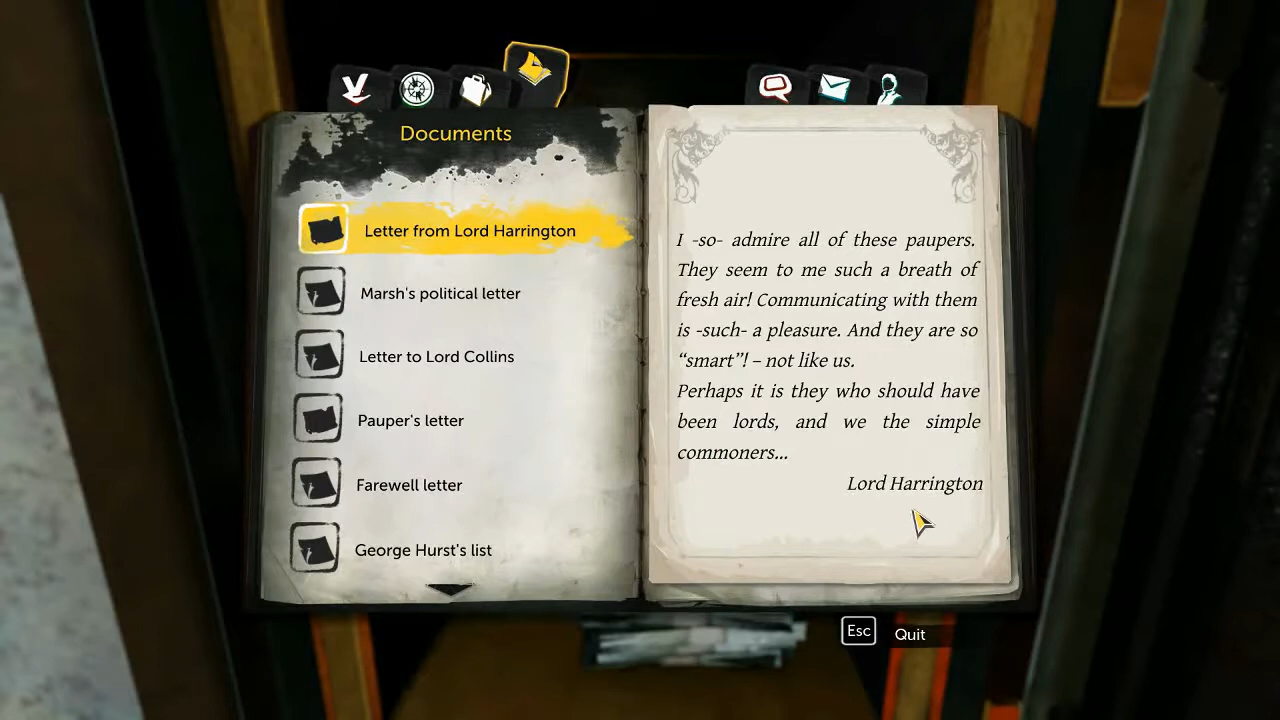 Documents
Letter from Lord Harrington
Marsh's political letter
Letter to Lord Collins
Pauper's letter
Farewell letter
George Hurst's list
I -so- admire all of these paupers.
They seem to me such a breath of
fresh air! Communicating with them
is -such- a pleasure. And they are so
“smart”! – not like us.
Perhaps it is they who should have
been lords, and we the simple
commoners...
Lord Harrington
Esc Quit